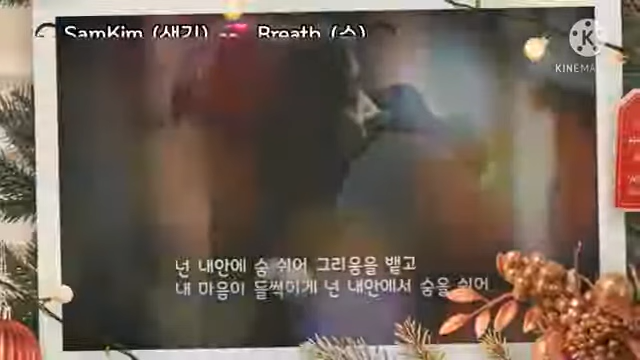 SamKim (샘김) Breath (숨)
KINEMA
넌 내안에 숨 쉬어 그리움을 뱉고
내 마음이 들썩이게 넌 내안에서 숨을 쉬어